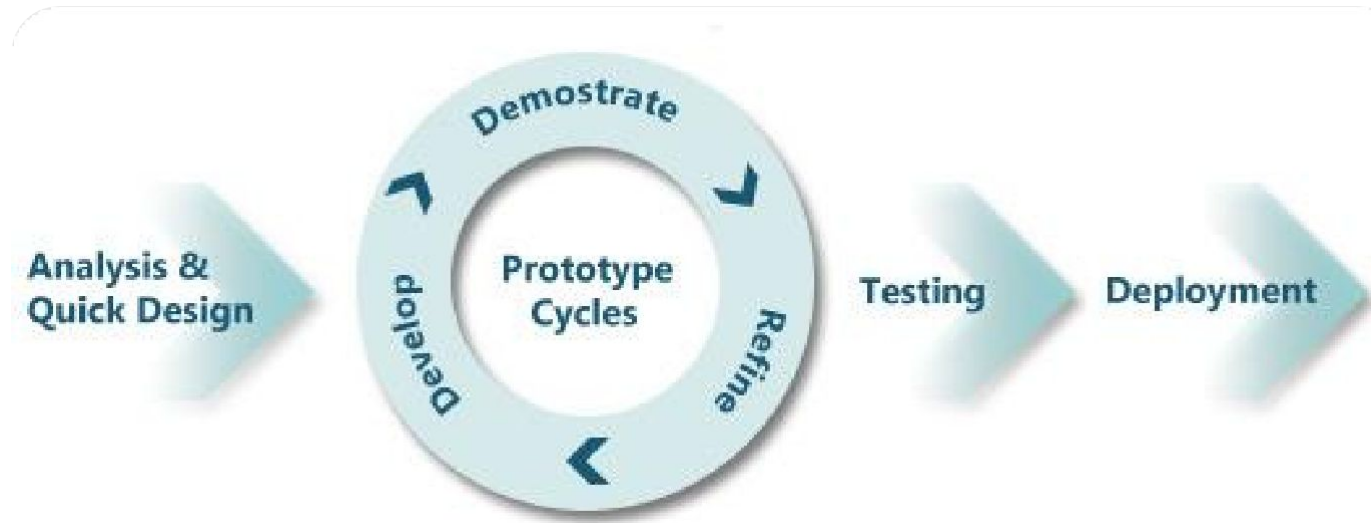 Analysis &
Quick Design
Demostrate
Refine
Develop
Prototype
Cycles
Testing
Deployment